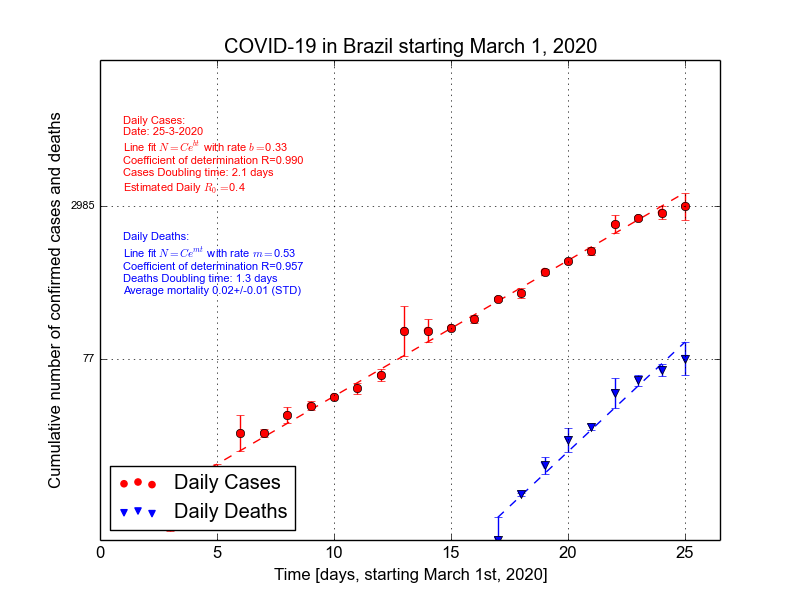 COVID-19 in Brazil starting March 1, 2020
Cumulative number of confirmed cases and deaths
Daily Cases:
Date: 25-3-2020
Line fit N=Ce^{bt} with rate b=0.33
Coefficient of determination R=0.990
Cases Doubling time: 2.1 days
Estimated Daily R_0:=0.4
2985
Daily Deaths:
Line fit N=Ce^{mt} with rate m=0.53
Coefficient of determination R=0.957
Deaths Doubling time: 1.3 days
Average mortality 0.02+/-0.01 (STD)
77
Daily Cases
Daily Deaths
0 5 10 15 20 25
Time [days, starting March 1st, 2020]